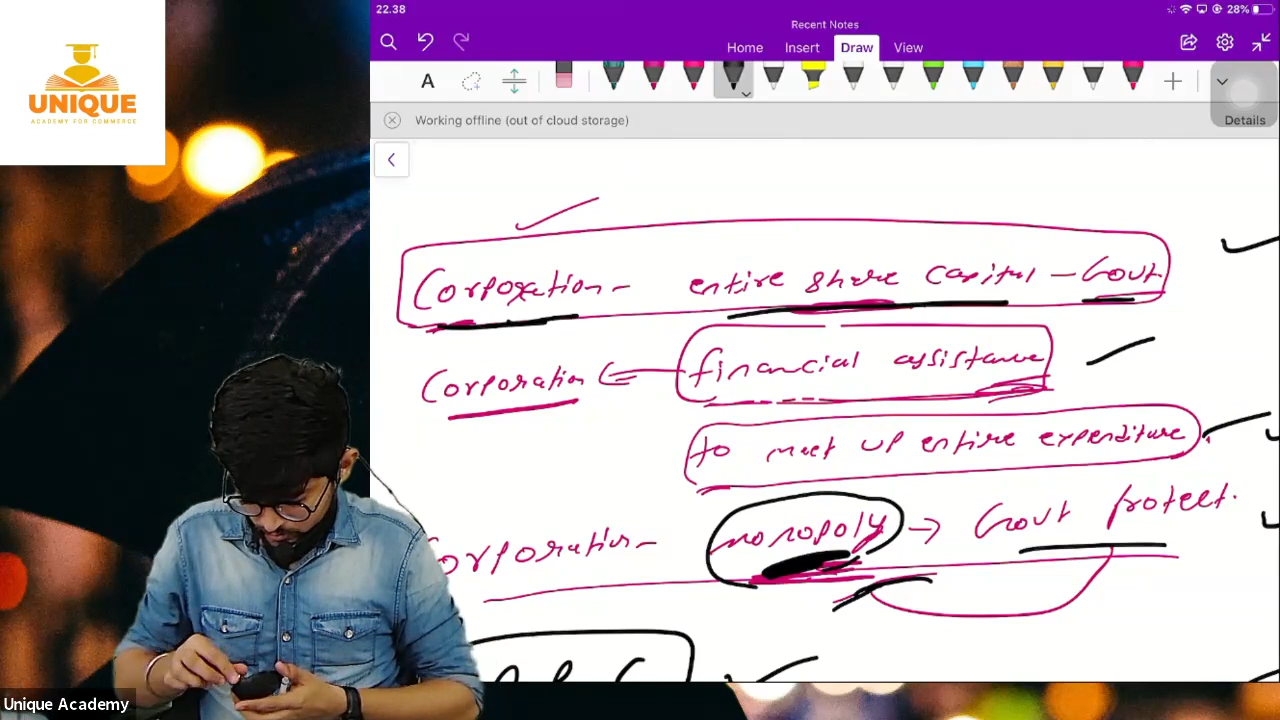 22.38
28%
Recent Notes
Home Insert Draw View
A
Details
Working offline (out of cloud storage)
UNIQUE
ACADEMY FOR COMMERCE
Corporation - entire share capital - Govt.
Corporation financial assistance
to meet up entire expenditure
Corporation - monopoly → Govt protect.
Unique Academy